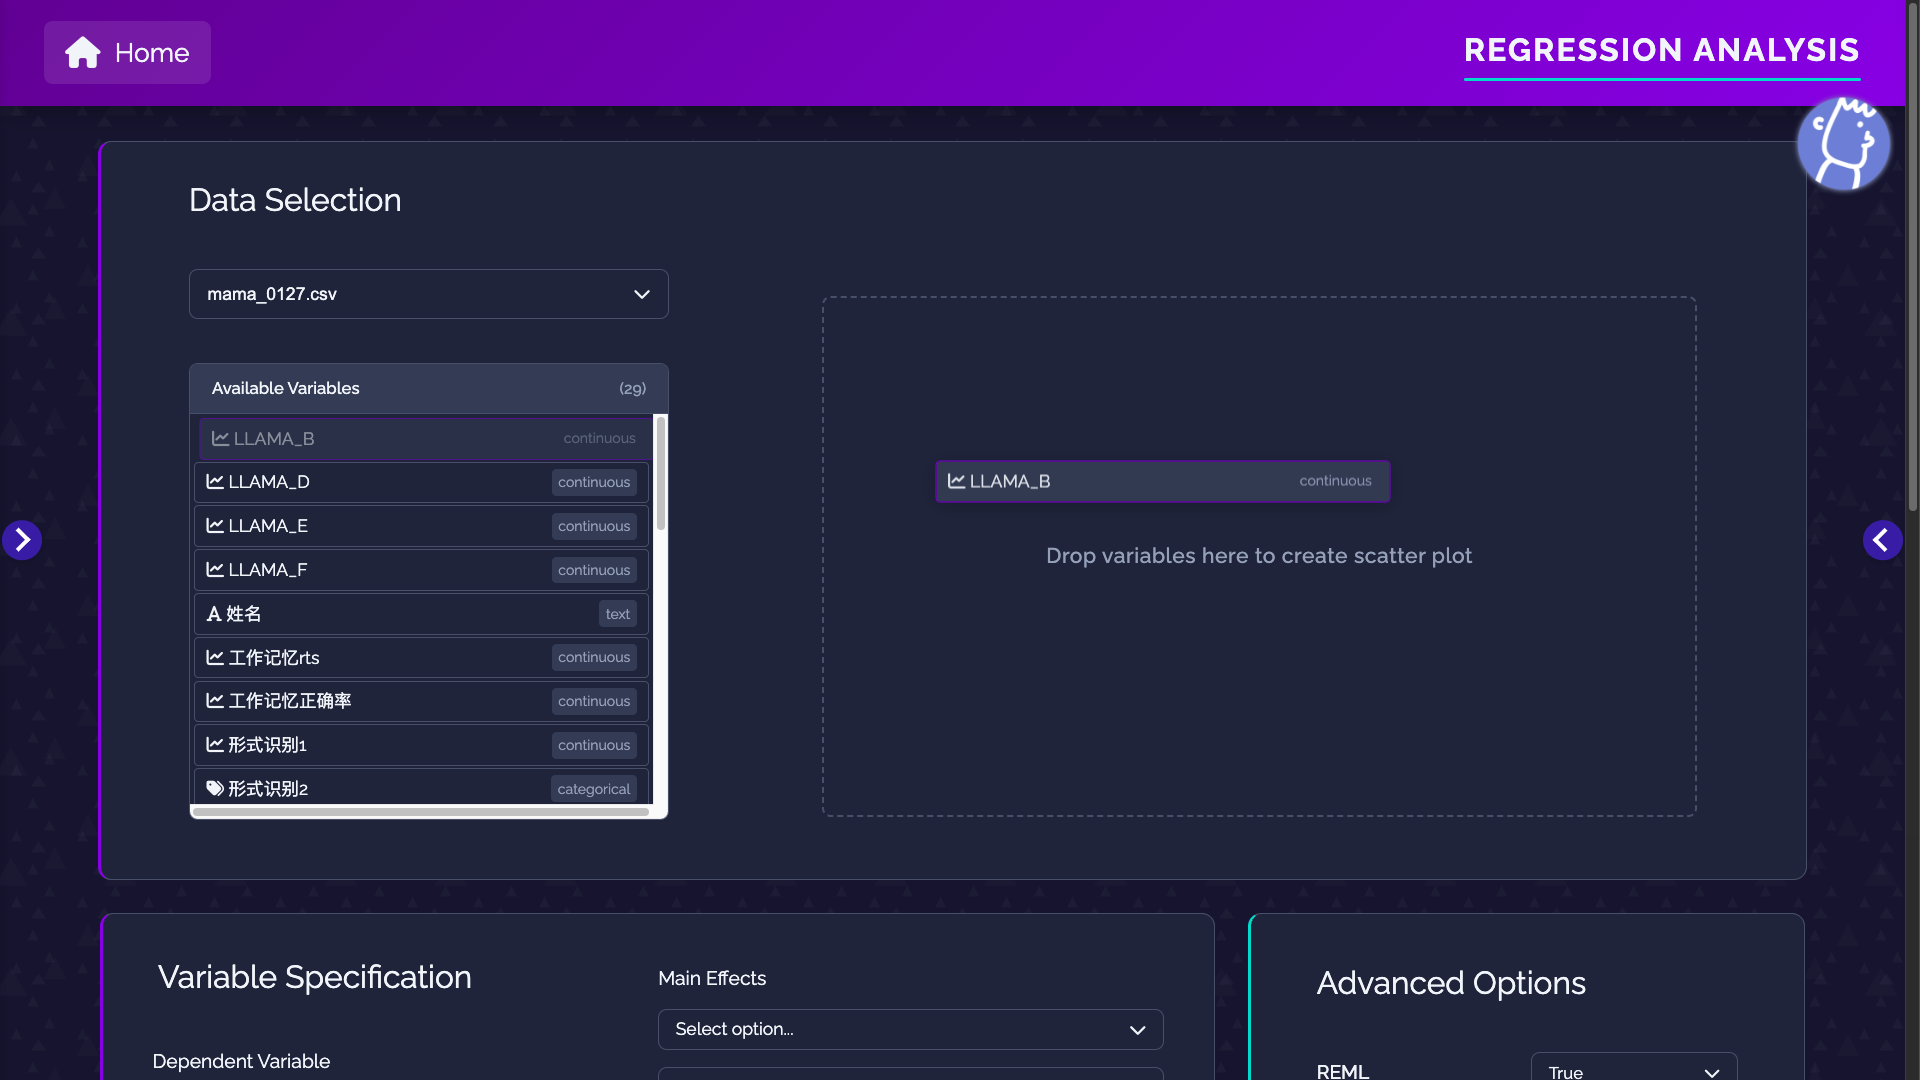 Home
REGRESSION ANALYSIS
Data Selection
mama_0127.csv
Available Variables (29)
LLAMA_B continuous
LLAMA_D continuous
LLAMA_E continuous
LLAMA_F continuous
姓名 text
工作记忆rts continuous
工作记忆正确率 continuous
形式识别1 continuous
形式识别2 categorical
LLAMA_B continuous
Drop variables here to create scatter plot
Variable Specification
Dependent Variable
Main Effects
Select option...
Advanced Options
REML True